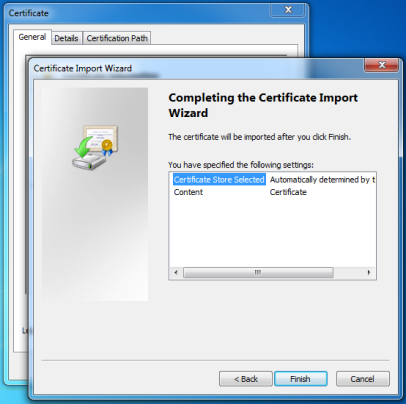 Certificate
General
Details
Certification Path
Certificate Import Wizard
Completing the Certificate Import
Wizard
The certificate will be imported after you click Finish.
You have specified the following settings:
Certificate Store Selected Automatically determined by t
Content Certificate
< Back
Finish
Cancel